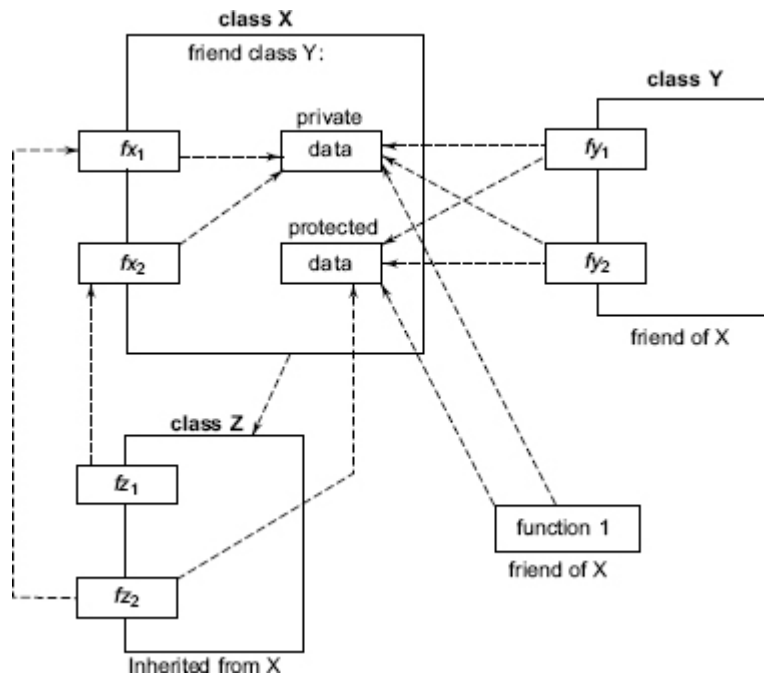 class X
friend class Y:
class Y
private
fx1
data
fy1
protected
fx2
data
fy2
friend of X
class Z
fz1
function 1
friend of X
fz2
Inherited from X